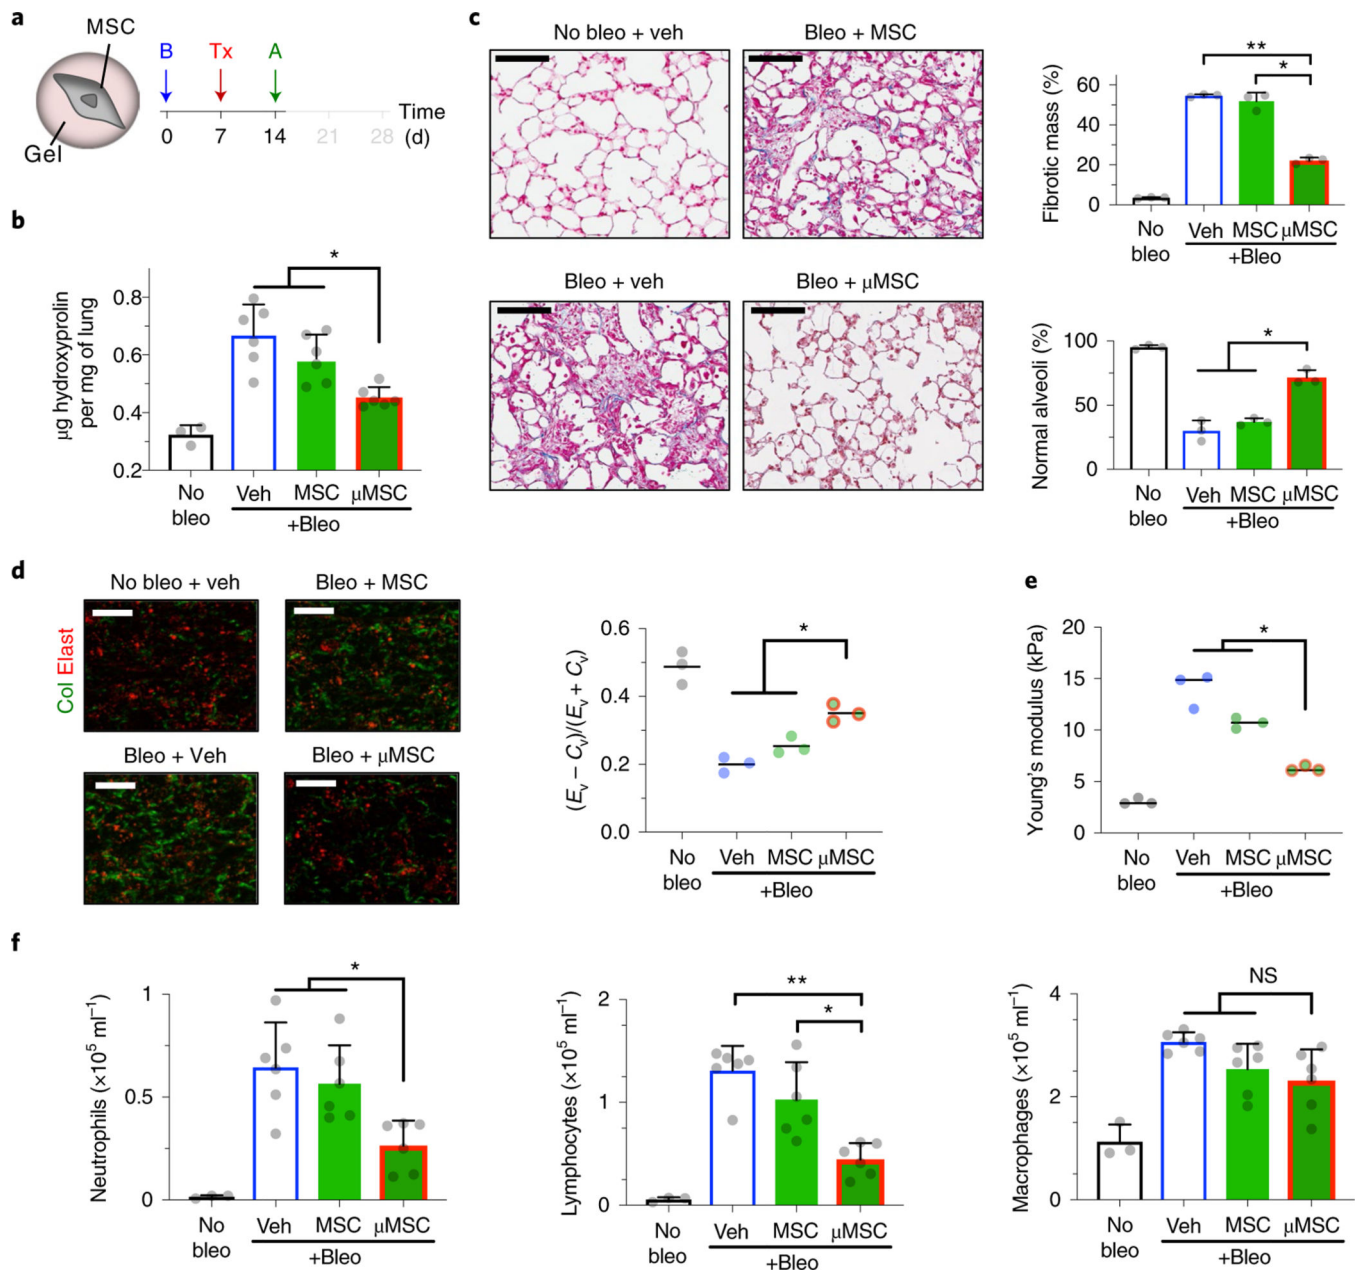 a
MSC
Gel
B Tx A
0 7 14 21 28
Time
(d)
b
µg hydroxyprolin
per mg of lung
0.8
0.6
0.4
0.2
*
No
bleo
Veh MSC µMSC
+Bleo
c
No bleo + veh
Bleo + MSC
Bleo + veh
Bleo + µMSC
Fibrotic mass (%)
60
40
20
0
**
*
No
bleo
Veh MSC µMSC
+Bleo
Normal alveoli (%)
100
50
0
*
No
bleo
Veh MSC µMSC
+Bleo
d
Col Elast
No bleo + veh
Bleo + MSC
Bleo + Veh
Bleo + µMSC
(Ev − Cv)/(Ev + Cv)
0.6
0.4
0.2
0.0
*
No
bleo
Veh MSC µMSC
+Bleo
e
Young's modulus (kPa)
20
15
10
5
0
*
No
bleo
Veh MSC µMSC
+Bleo
f
Neutrophils (×10⁵ ml⁻¹)
1
0.5
0
*
No
bleo
Veh MSC µMSC
+Bleo
Lymphocytes (×10⁵ ml⁻¹)
2
1
0
**
*
No
bleo
Veh MSC µMSC
+Bleo
Macrophages (×10⁵ ml⁻¹)
4
2
0
NS
No
bleo
Veh MSC µMSC
+Bleo